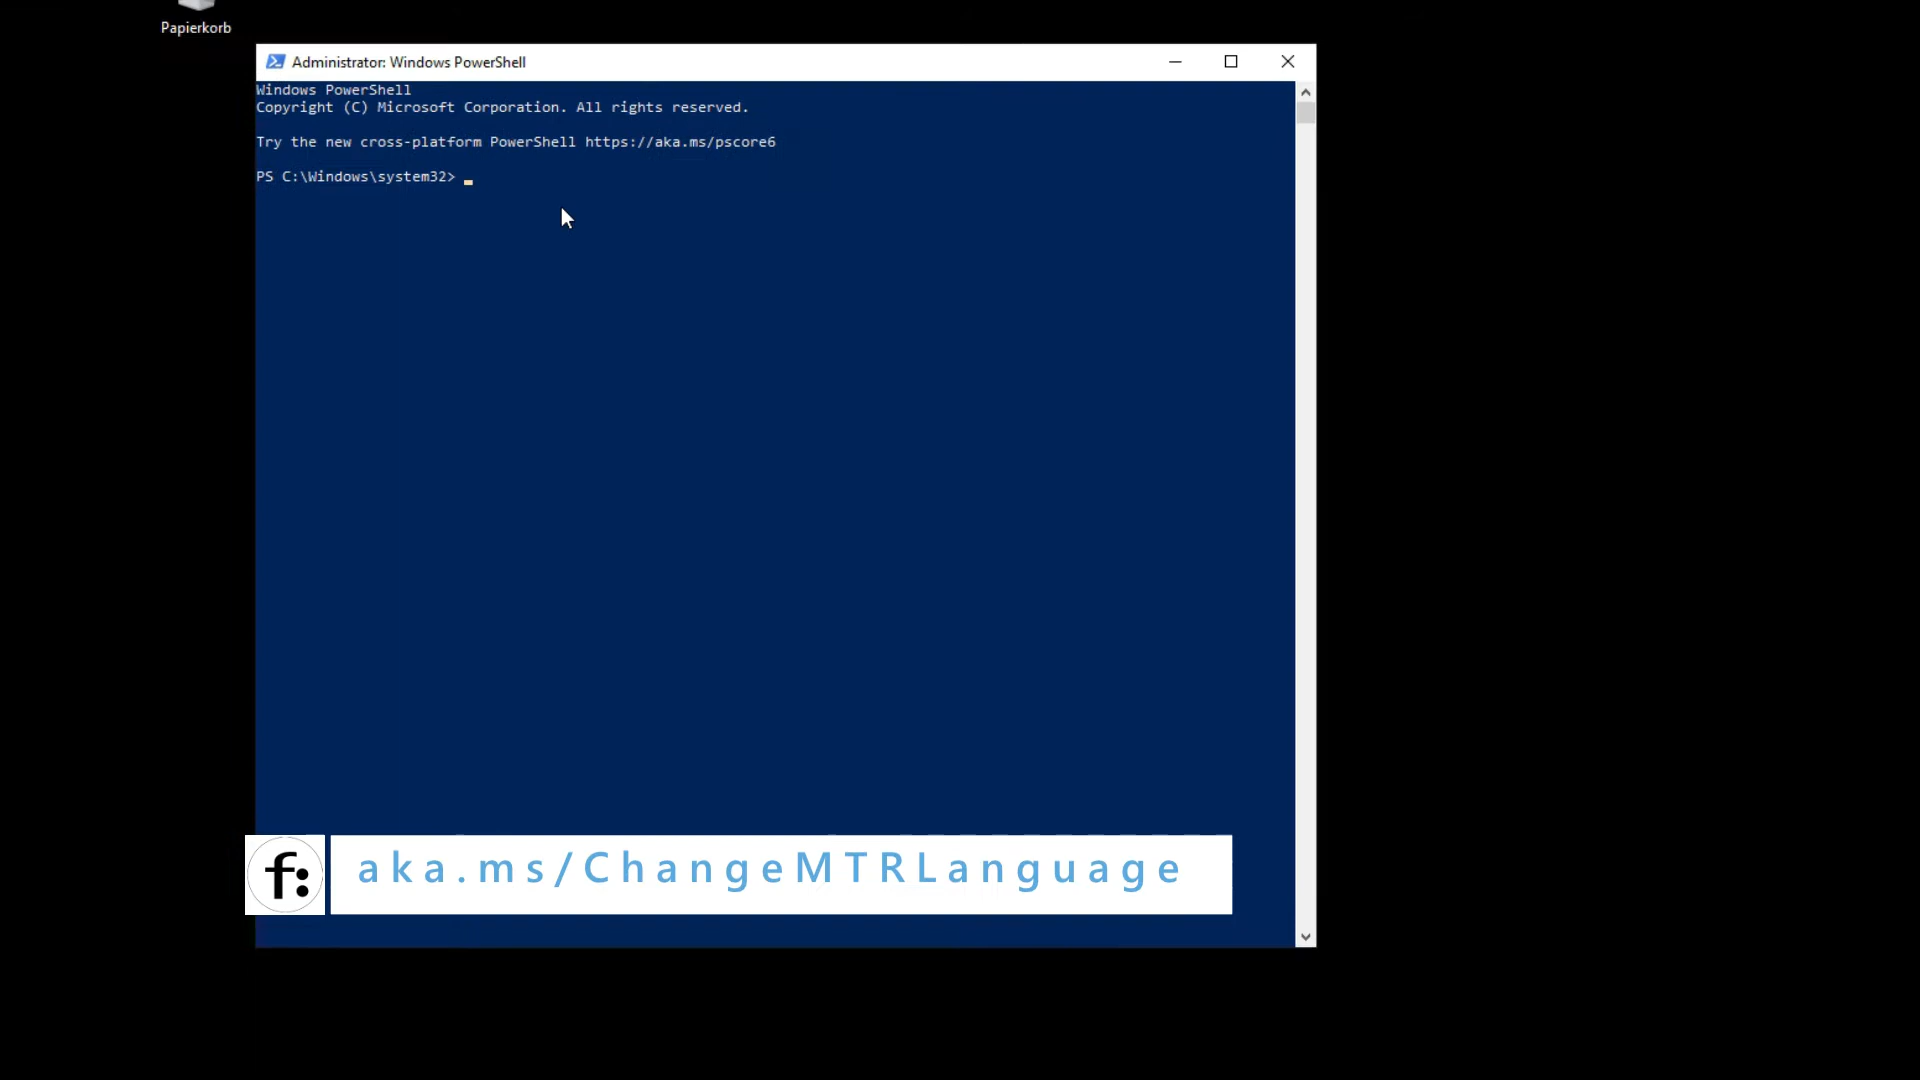 Papierkorb
Administrator: Windows PowerShell
Windows PowerShell
Copyright (C) Microsoft Corporation. All rights reserved.
Try the new cross-platform PowerShell https://aka.ms/pscore6
PS C:\Windows\system32> _
f:
aka.ms/ChangeMTRLanguage